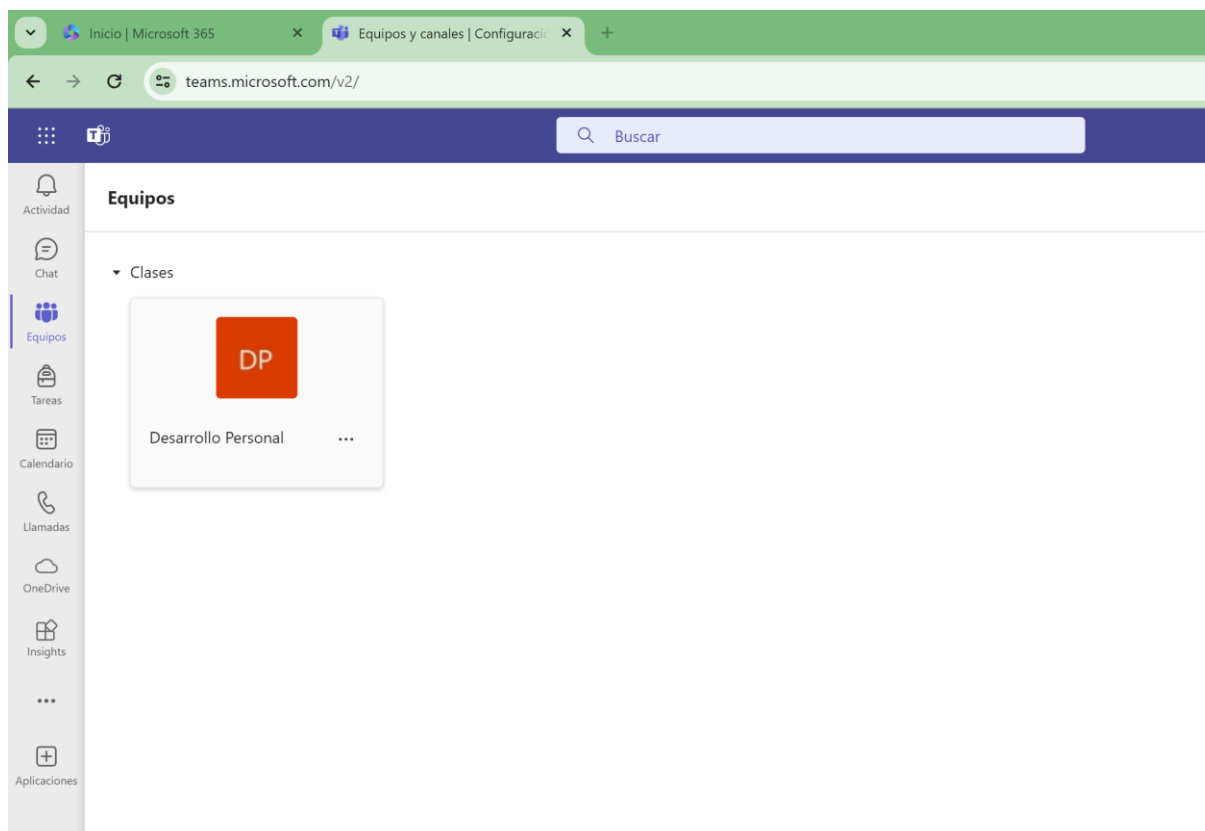 Inicio | Microsoft 365
Equipos y canales | Configuració
teams.microsoft.com/v2/
Buscar
Actividad
Equipos
Chat
Clases
Equipos
DP
Tareas
Desarrollo Personal
Calendario
Llamadas
OneDrive
Insights
Aplicaciones